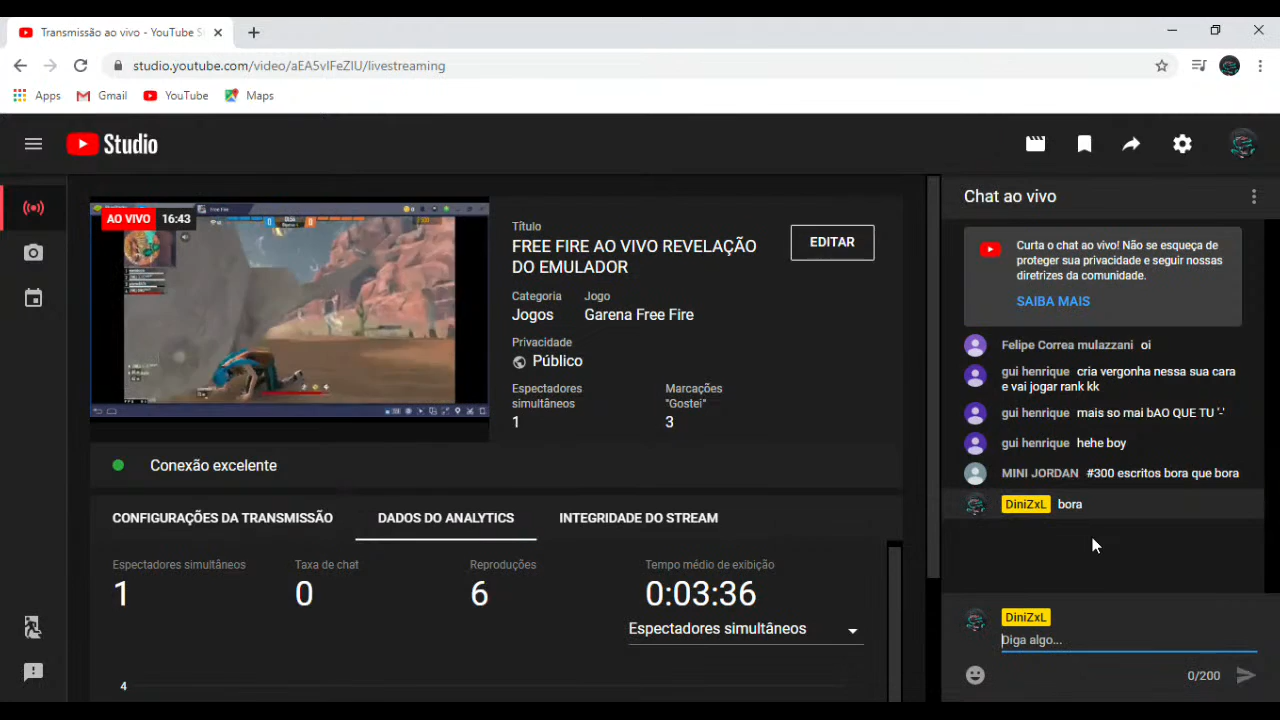 Transmissão ao vivo - YouTube S
studio.youtube.com/video/aEA5vIFeZIU/livestreaming
Apps Gmail YouTube Maps
Studio
AO VIVO 16:43
Free Fire
Título
FREE FIRE AO VIVO REVELAÇÃO
DO EMULADOR
EDITAR
Categoria Jogo
Jogos Garena Free Fire
Privacidade
Público
Espectadores
simultâneos
1
Marcações
"Gostei"
3
Conexão excelente
CONFIGURAÇÕES DA TRANSMISSÃO DADOS DO ANALYTICS INTEGRIDADE DO STREAM
Espectadores simultâneos Taxa de chat Reproduções Tempo médio de exibição
1 0 6 0:03:36
Espectadores simultâneos
4
Chat ao vivo
Curta o chat ao vivo! Não se esqueça de
proteger sua privacidade e seguir nossas
diretrizes da comunidade.
SAIBA MAIS
Felipe Correa mulazzani oi
gui henrique cria vergonha nessa sua cara
e vai jogar rank kk
gui henrique mais so mai bAO QUE TU '-'
gui henrique hehe boy
MINI JORDAN #300 escritos bora que bora
DiniZxL bora
DiniZxL
Diga algo...
0/200